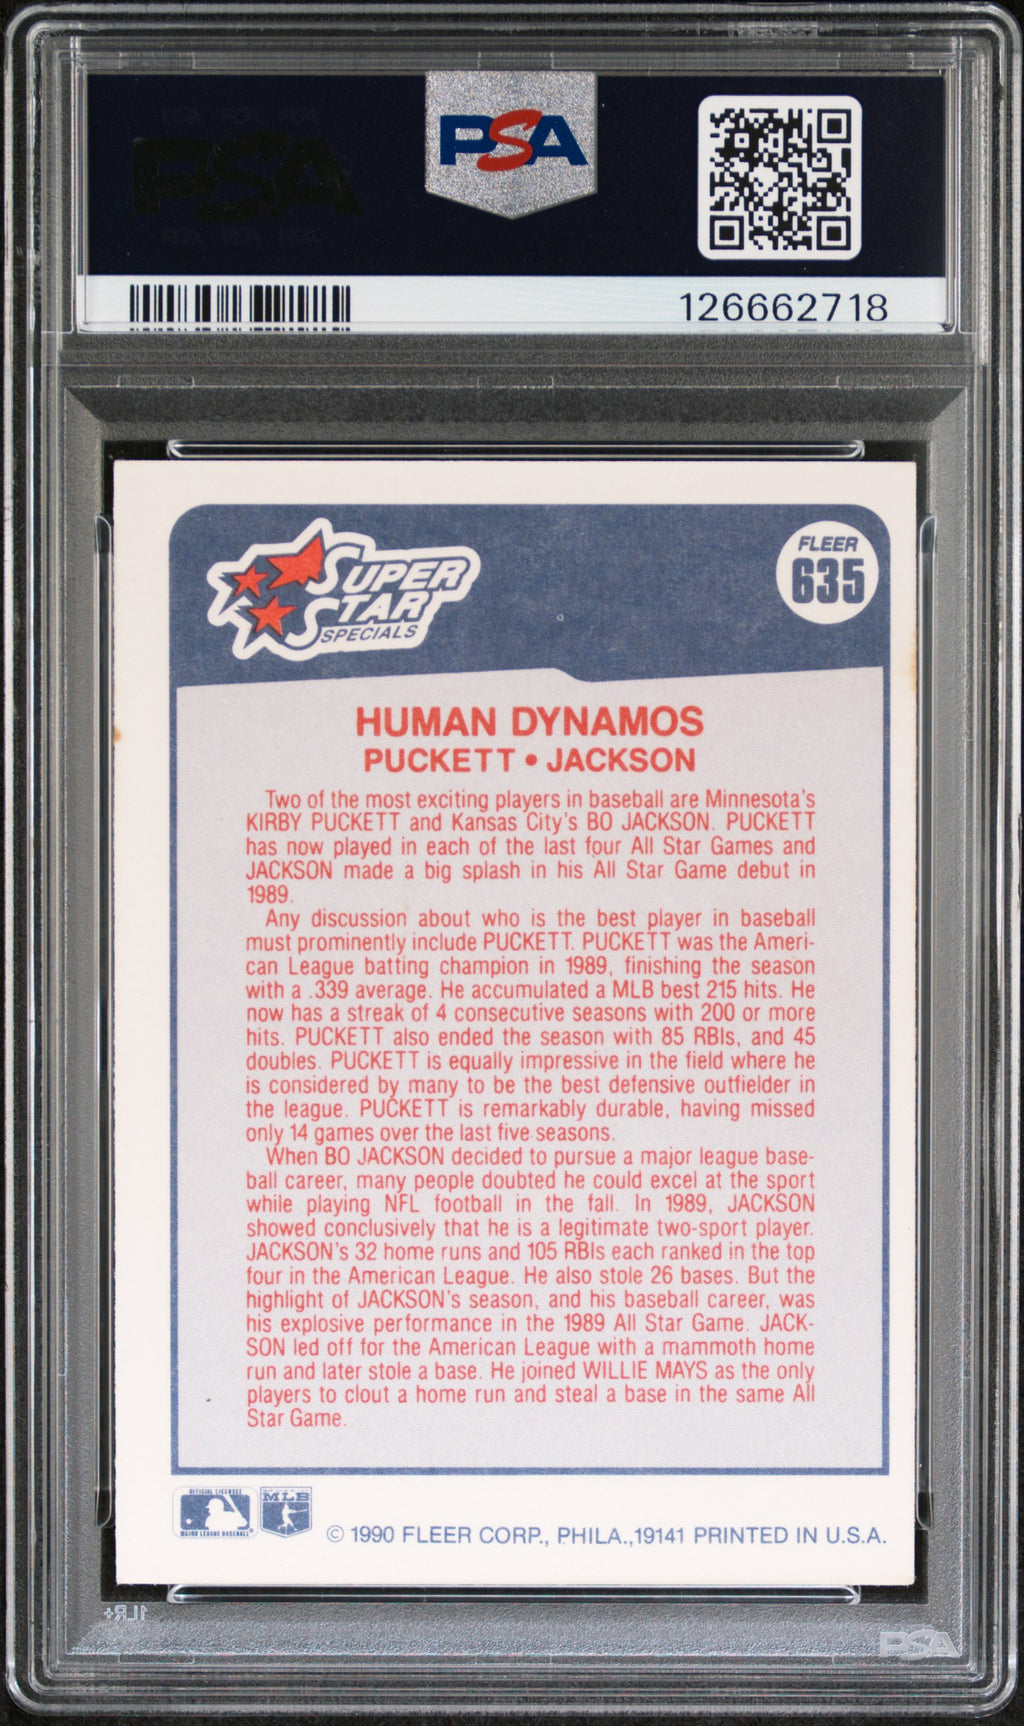 PSA
PSA
126662718
SUPER
STAR
SPECIALS
FLEER
635
HUMAN DYNAMOS
PUCKETT • JACKSON
Two of the most exciting players in baseball are Minnesota's
KIRBY PUCKETT and Kansas City's BO JACKSON. PUCKETT
has now played in each of the last four All Star Games and
JACKSON made a big splash in his All Star Game debut in
1989.
Any discussion about who is the best player in baseball
must prominently include PUCKETT. PUCKETT was the Ameri-
can League batting champion in 1989, finishing the season
with a .339 average. He accumulated a MLB best 215 hits. He
now has a streak of 4 consecutive seasons with 200 or more
hits. PUCKETT also ended the season with 85 RBIs, and 45
doubles. PUCKETT is equally impressive in the field where he
is considered by many to be the best defensive outfielder in
the league. PUCKETT is remarkably durable, having missed
only 14 games over the last five seasons.
When BO JACKSON decided to pursue a major league base-
ball career, many people doubted he could excel at the sport
while playing NFL football in the fall. In 1989, JACKSON
showed conclusively that he is a legitimate two-sport player.
JACKSON's 32 home runs and 105 RBIs each ranked in the top
four in the American League. He also stole 26 bases. But the
highlight of JACKSON's season, and his baseball career, was
his explosive performance in the 1989 All Star Game. JACK-
SON led off for the American League with a mammoth home
run and later stole a base. He joined WILLIE MAYS as the only
players to clout a home run and steal a base in the same All
Star Game.
OFFICIAL LICENSEE
MAJOR LEAGUE BASEBALL®
MLB
© 1990 FLEER CORP., PHILA.,19141 PRINTED IN U.S.A.
1LR+
PSA